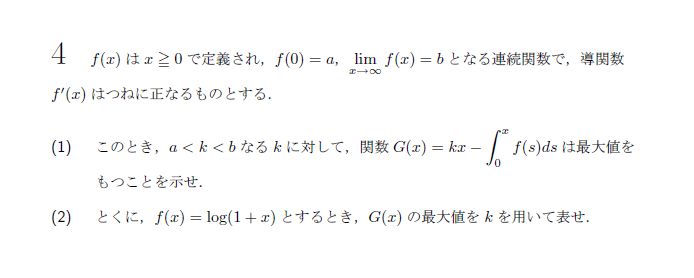 4 f(x) は x ≧ 0 で定義され，f(0) = a，lim_{x→∞} f(x) = b となる連続関数で，導関数
f′(x) はつねに正なるものとする．
(1) このとき，a < k < b なる k に対して，関数 G(x) = kx − ∫_0^x f(s)ds は最大値を
もつことを示せ．
(2) とくに，f(x) = log(1 + x) とするとき，G(x) の最大値を k を用いて表せ．